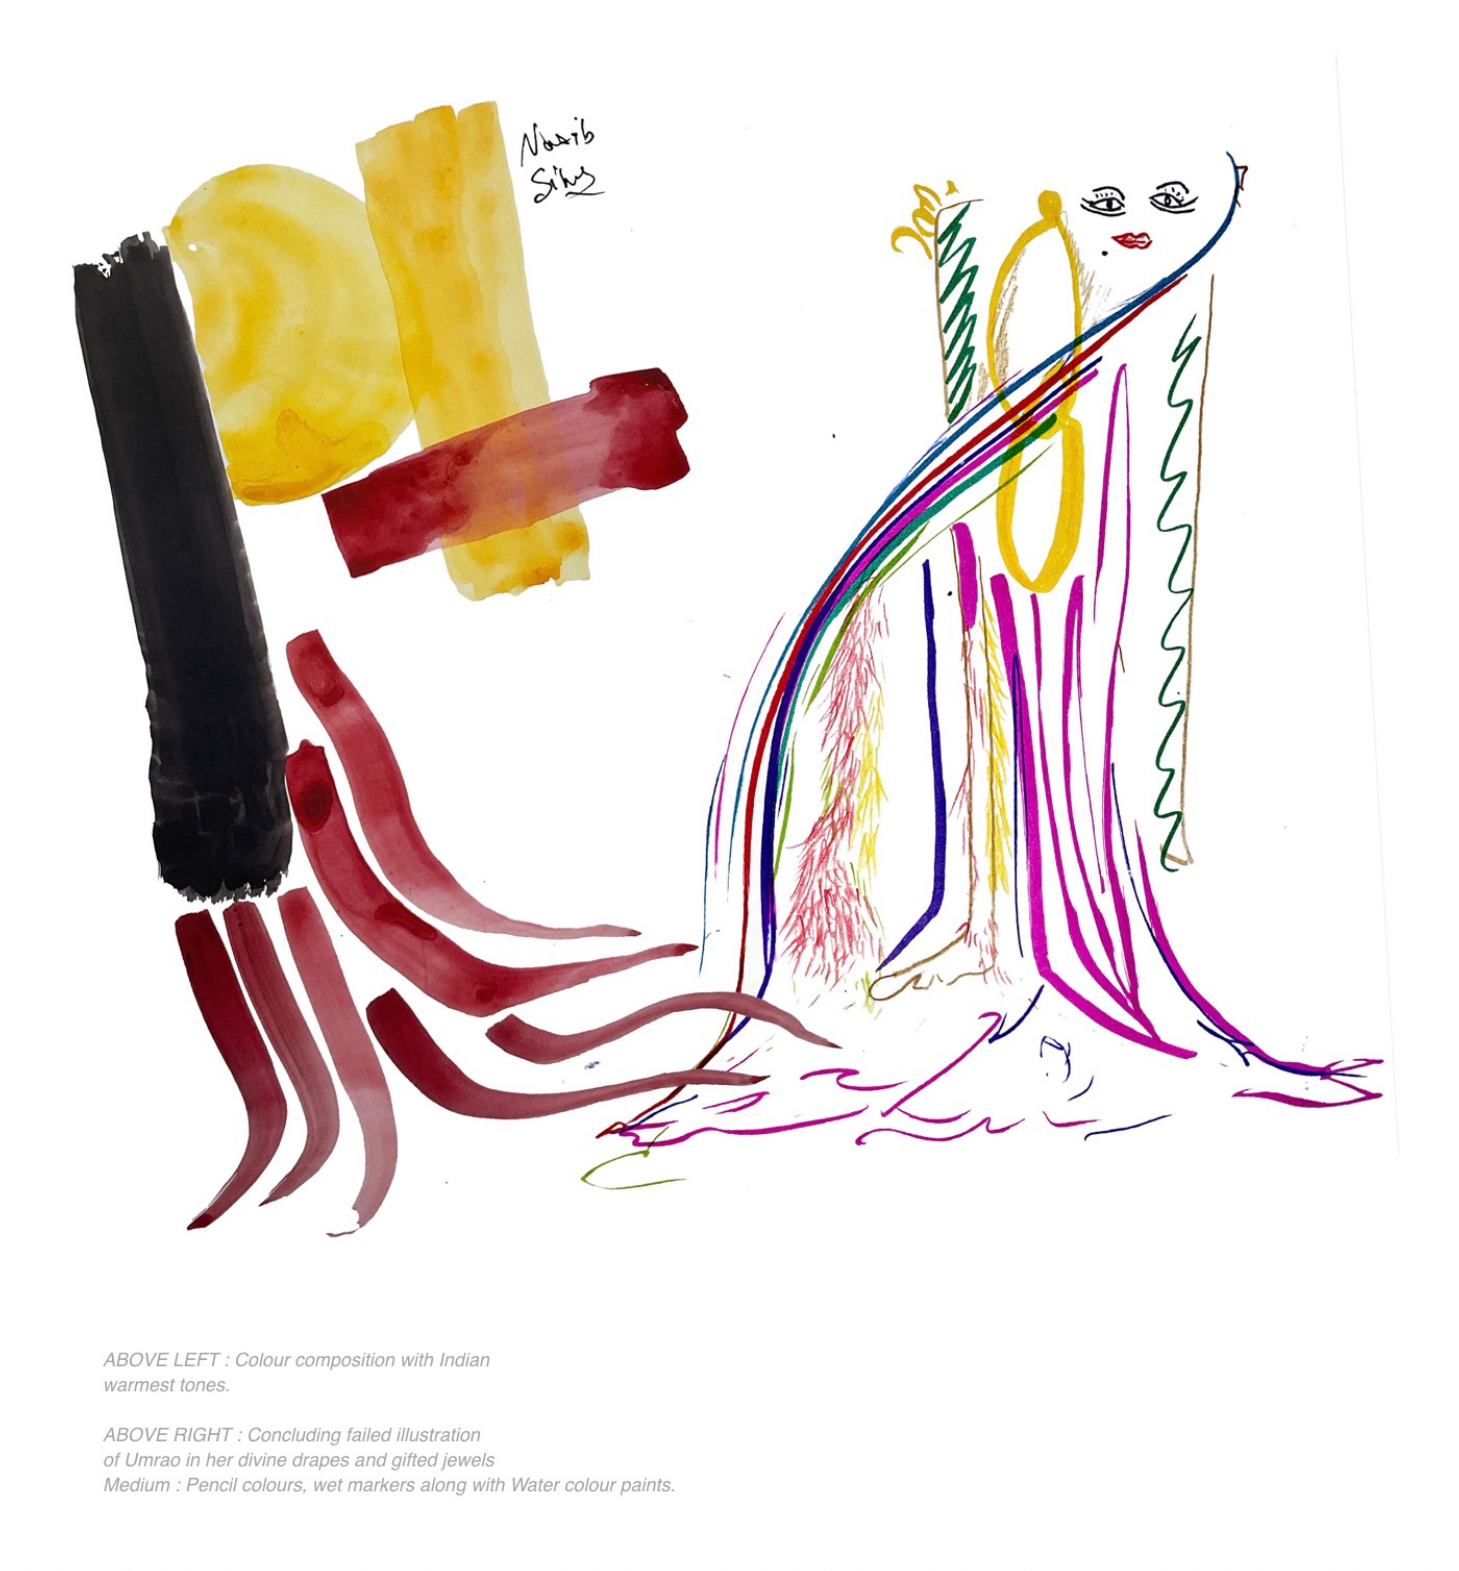 ABOVE LEFT : Colour composition with Indian
warmest tones.
ABOVE RIGHT : Concluding failed illustration
of Umrao in her divine drapes and gifted jewels
Medium : Pencil colours, wet markers along with Water colour paints.